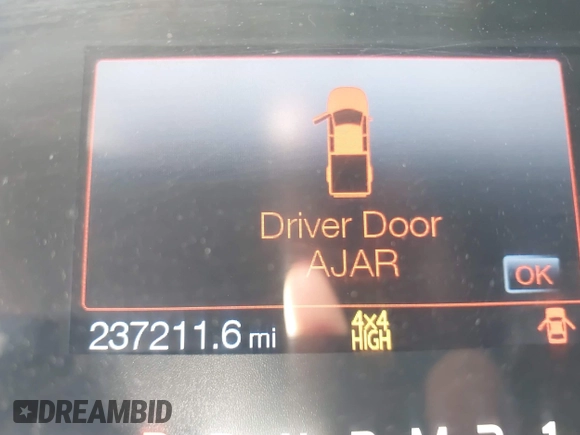 Driver Door
AJAR
OK
237211.6 mi
4x4
HIGH
DREAMBID